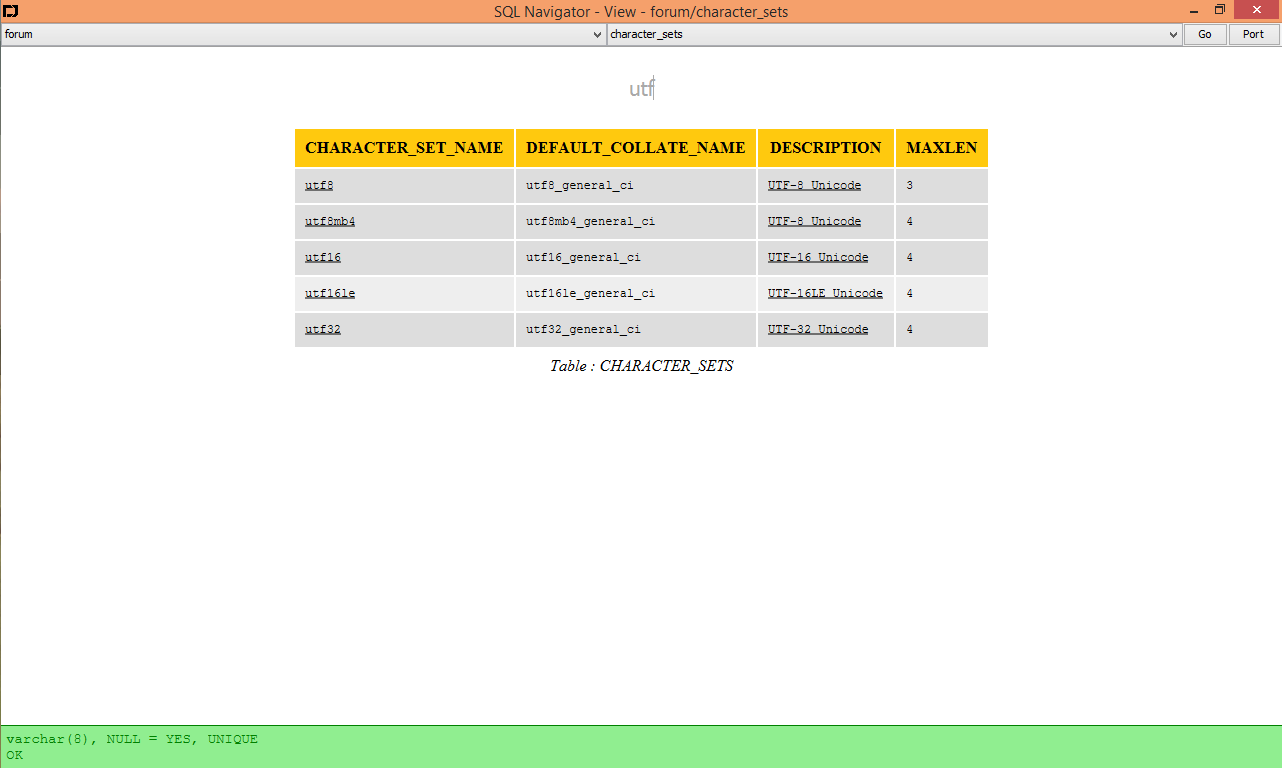 SQL Navigator - View - forum/character_sets
forum character_sets Go Port
utf
CHARACTER_SET_NAME DEFAULT_COLLATE_NAME DESCRIPTION MAXLEN
utf8 utf8_general_ci UTF-8 Unicode 3
utf8mb4 utf8mb4_general_ci UTF-8 Unicode 4
utf16 utf16_general_ci UTF-16 Unicode 4
utf16le utf16le_general_ci UTF-16LE Unicode 4
utf32 utf32_general_ci UTF-32 Unicode 4
Table : CHARACTER_SETS
varchar(8), NULL = YES, UNIQUE
OK